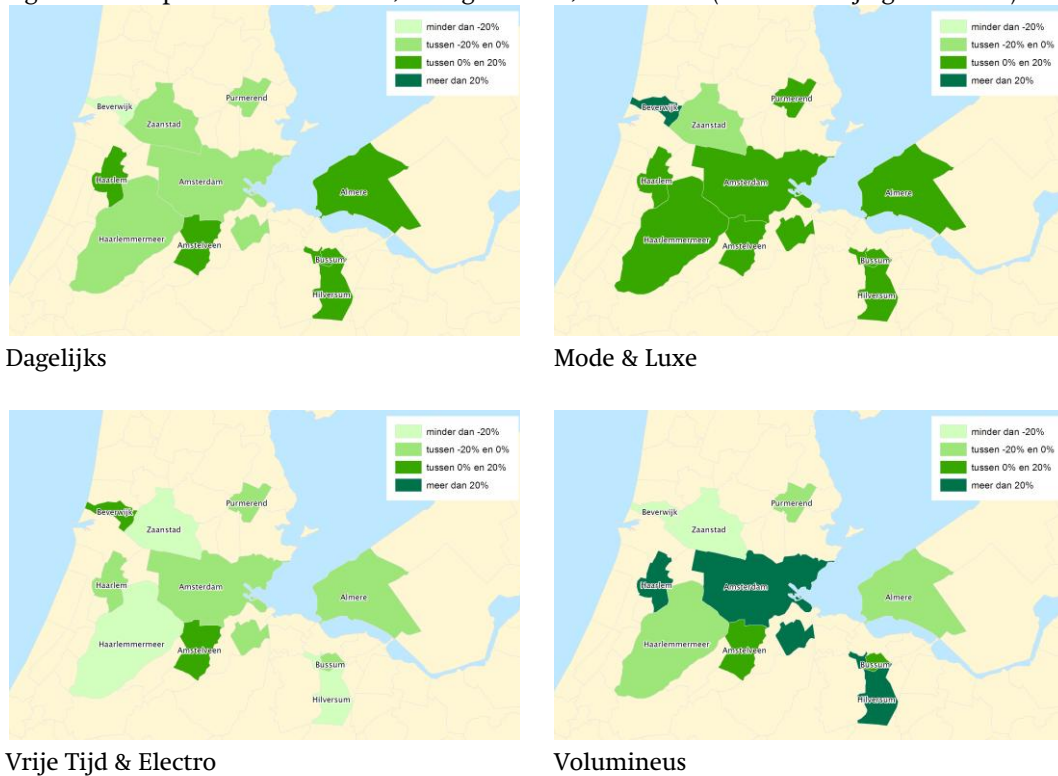 minder dan -20%
tussen -20% en 0%
tussen 0% en 20%
meer dan 20%
Purmerend
Beverwijk
Zaanstad
Haarlem
Amsterdam
Almere
Haarlemmermeer
Amstelveen
Bussum
Hilversum
Dagelijks
minder dan -20%
tussen -20% en 0%
tussen 0% en 20%
meer dan 20%
Purmerend
Beverwijk
Zaanstad
Haarlem
Amsterdam
Almere
Haarlemmermeer
Amstelveen
Bussum
Hilversum
Mode & Luxe
minder dan -20%
tussen -20% en 0%
tussen 0% en 20%
meer dan 20%
Purmerend
Beverwijk
Zaanstad
Haarlem
Amsterdam
Almere
Haarlemmermeer
Amstelveen
Bussum
Hilversum
Vrije Tijd & Electro
minder dan -20%
tussen -20% en 0%
tussen 0% en 20%
meer dan 20%
Purmerend
Beverwijk
Zaanstad
Haarlem
Amsterdam
Almere
Haarlemmermeer
Amstelveen
Bussum
Hilversum
Volumineus